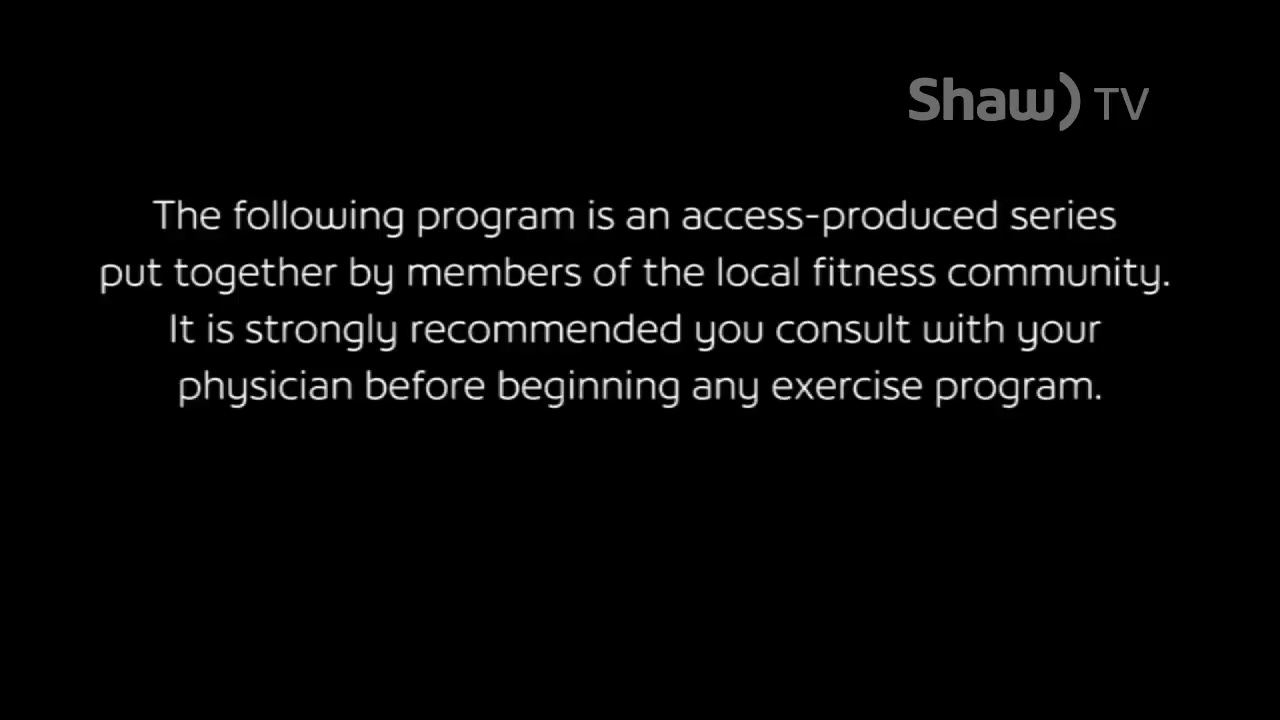 Shaw) TV
The following program is an access-produced series
put together by members of the local fitness community.
It is strongly recommended you consult with your
physician before beginning any exercise program.